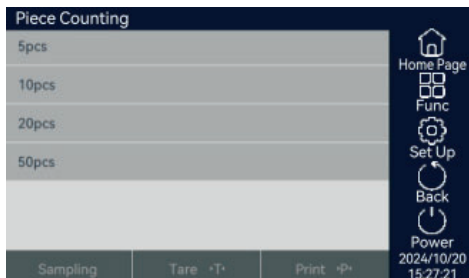 Piece Counting
5pcs
10pcs
20pcs
50pcs
Sampling
Tare •T•
Print •P•
Home Page
Func
Set Up
Back
Power
2024/10/20
15:27:21